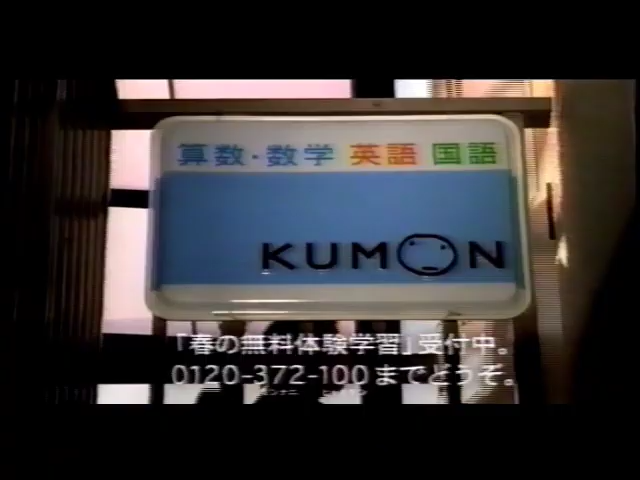 算数・数学 英語 国語
KUMON
「春の無料体験学習」受付中。
0120-372-100までどうぞ。